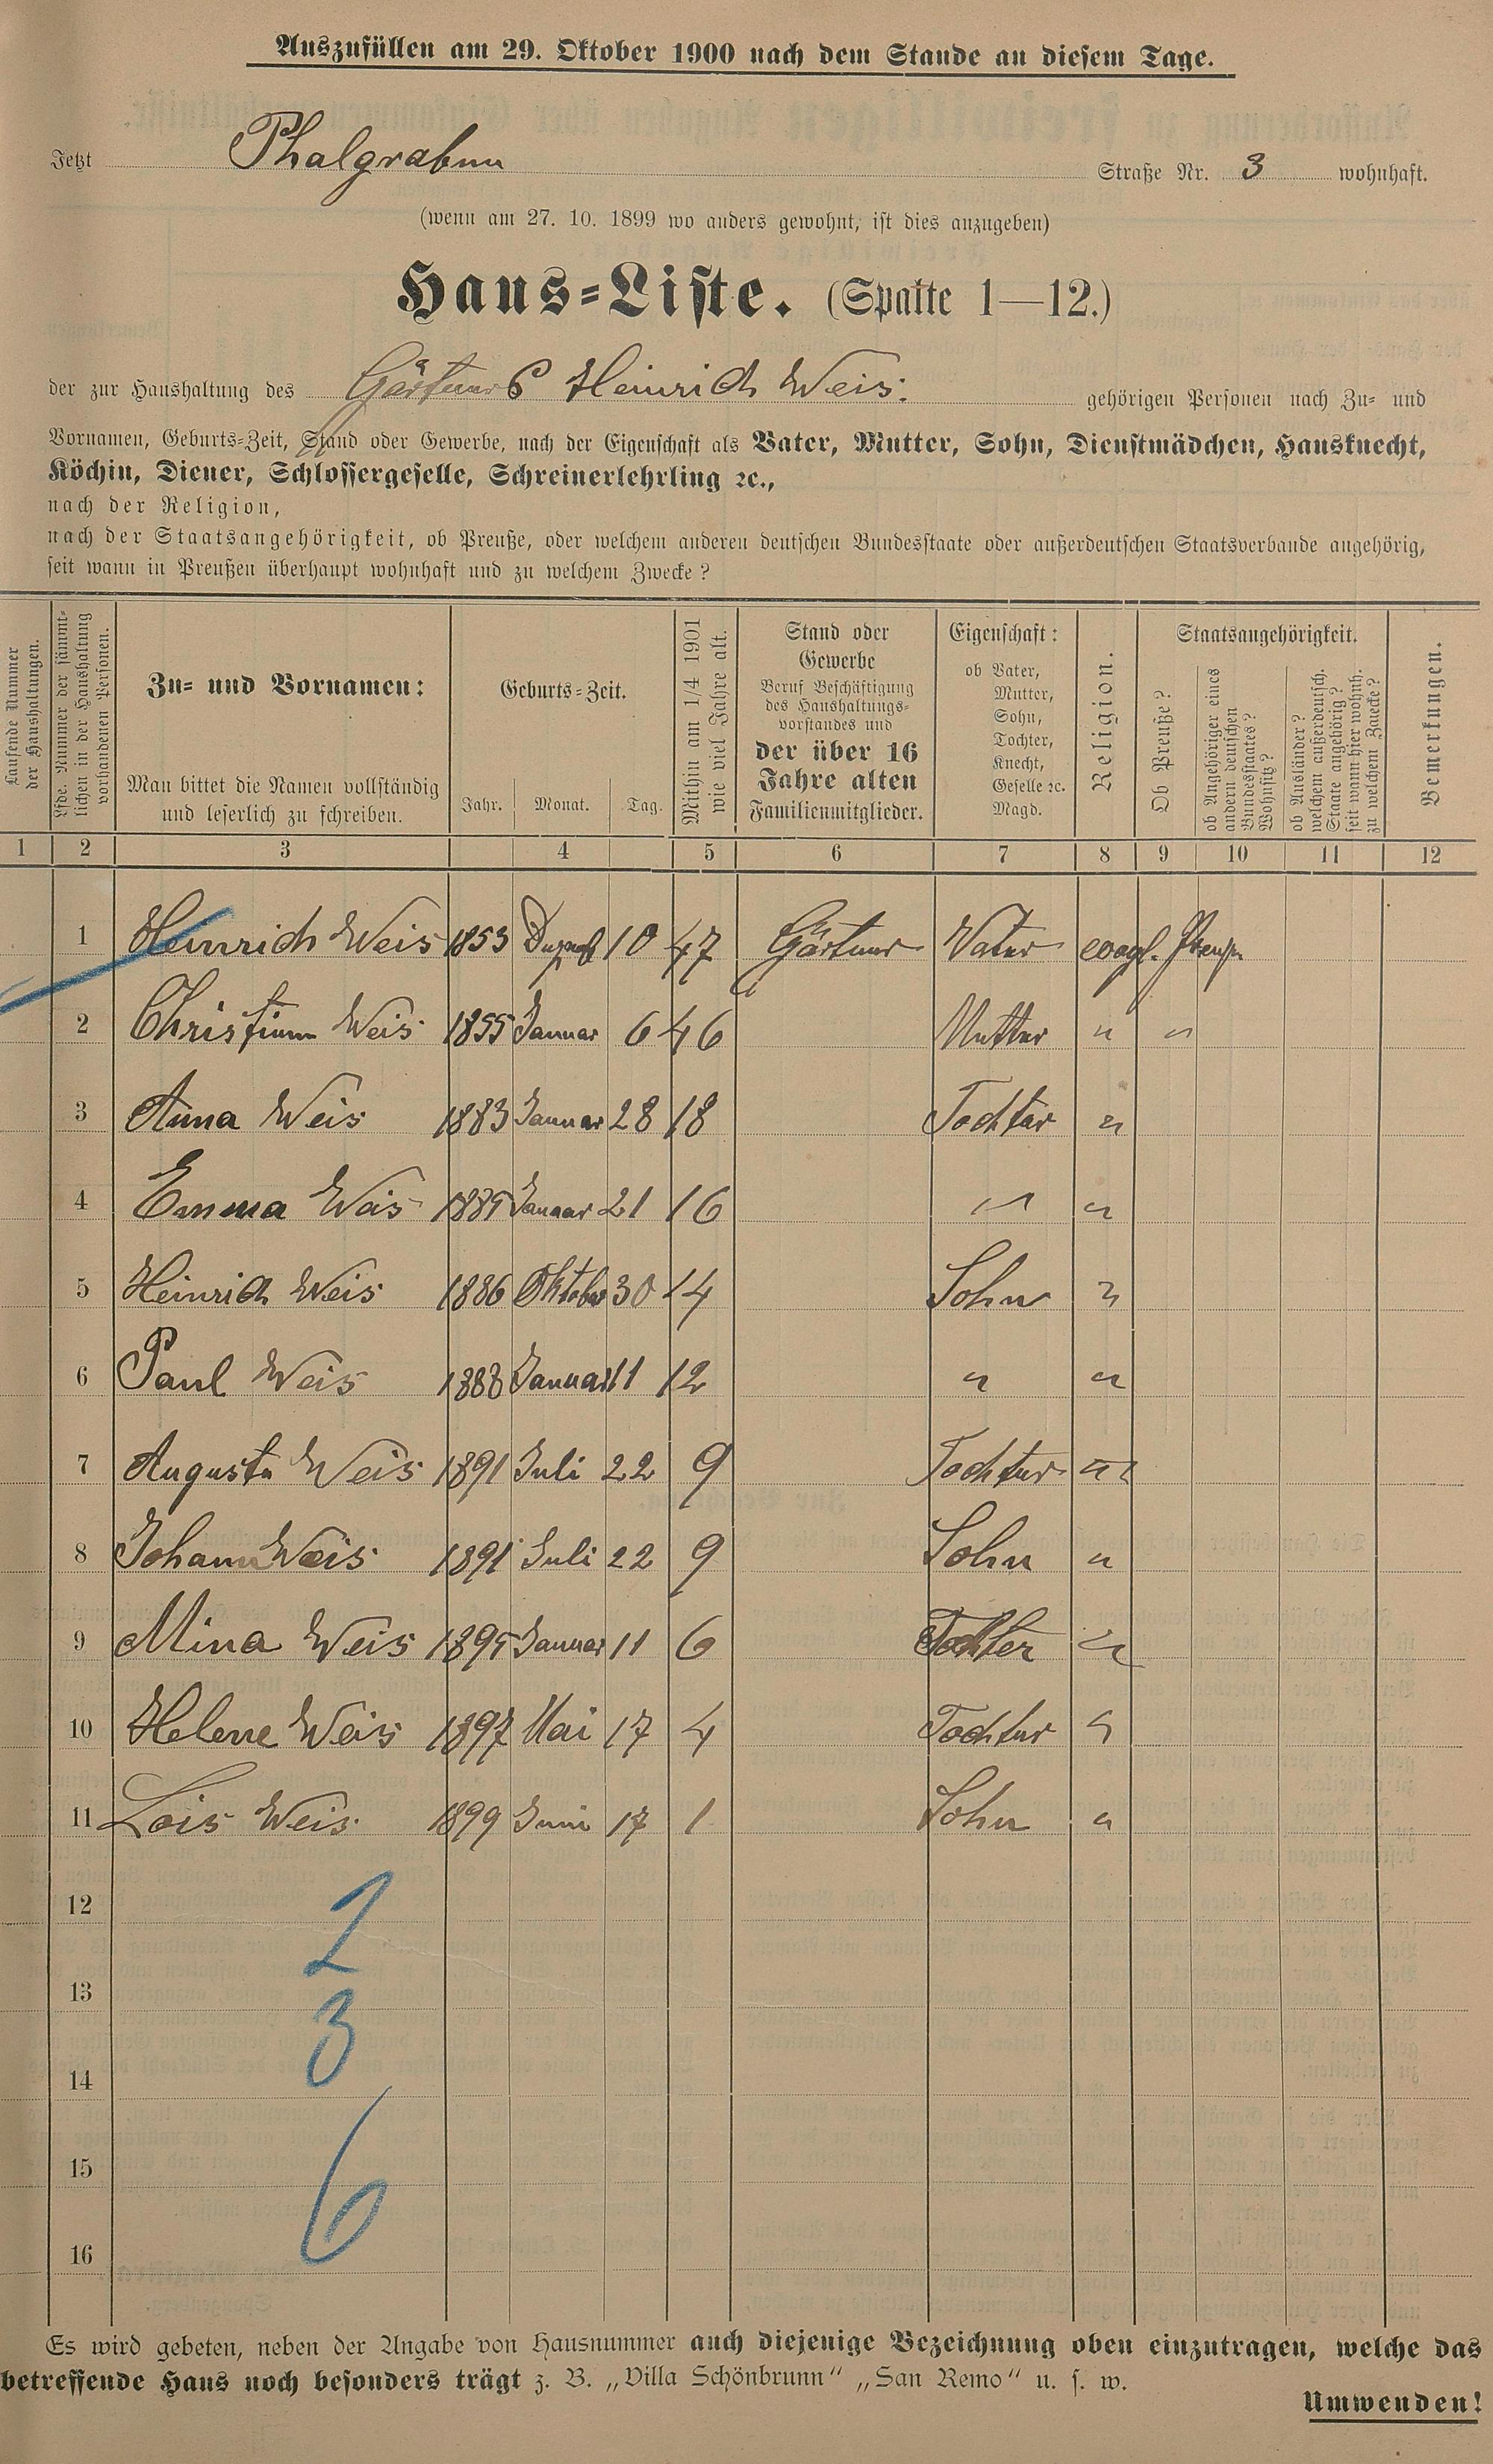 Auszufüllen am 29. Oktober 1900 nach dem Stande an diesem Tage.
Jetzt Phalgraben Straße Nr. 3 wohnhaft.
(wenn am 27. 10. 1899 wo anders gewohnt, ist dies anzugeben)
Haus-Liste. (Spalte 1—12.)
der zur Haushaltung des Gärtners Heinrich Weis. gehörigen Personen nach Zu- und
Vornamen, Geburts-Zeit, Stand oder Gewerbe, nach der Eigenschaft als Vater, Mutter, Sohn, Dienstmädchen, Hausknecht,
Köchin, Diener, Schlossergeselle, Schreinerlehrling ꝛc.,
nach der Religion,
nach der Staatsangehörigkeit, ob Preuße, oder welchem anderen deutschen Bundesstaate oder außerdeutschen Staatsverbande angehörig,
seit wann in Preußen überhaupt wohnhaft und zu welchem Zwecke?
Laufende Nummer
der Haushaltungen.
Lfde. Nummer der sämmt-
lichen in der Haushaltung
vorhandenen Personen.
Zu- und Vornamen:
Man bittet die Namen vollständig
und leserlich zu schreiben.
Geburts-Zeit.
Jahr. Monat. Tag.
Mithin am 1/4 1901
wie viel Jahre alt.
Stand oder
Gewerbe
Beruf Beschäftigung
des Haushaltungs-
vorstandes und
der über 16
Jahre alten
Familienmitglieder.
Eigenschaft:
ob Vater,
Mutter,
Sohn,
Tochter,
Knecht,
Geselle ꝛc.
Magd.
Religion.
Staatsangehörigkeit.
Ob Preuße?
ob Angehöriger eines
andern deutschen
Bundesstaates?
Wohnsitz?
ob Ausländer?
welchem außerdeutsch.
Staate angehörig?
seit wann hier wohnh.
zu welchem Zwecke?
Bemerkungen.
1 2 3 4 5 6 7 8 9 10 11 12
1 Heinrich Weis 1853 10 47 Gärtner Vater evagl. Preuße
2 Christiane Weis 1855 Januar 6 46 Mutter " "
3 Anna Weis 1883 Januar 28 18 Tochter "
4 Emma Weis 1885 Januar 21 16 " "
5 Heinrich Weis 1886 Oktober 30 14 Sohn "
6 Paul Weis 1888 Januar 11 12 " "
7 Auguste Weis 1891 Juli 22 9 Tochter "
8 Johann Weis 1891 Juli 22 9 Sohn "
9 Mina Weis 1895 Januar 11 6 Tochter "
10 Helene Weis 1897 Mai 17 4 Tochter "
11 Lois Weis 1899 Juni 17 1 Sohn "
12
2
13
3
14
15
6
16
Es wird gebeten, neben der Angabe von Hausnummer auch diejenige Bezeichnung oben einzutragen, welche das
betreffende Haus noch besonders trägt z. B. „Villa Schönbrunn“ „San Remo“ u. s. w.
Umwenden!